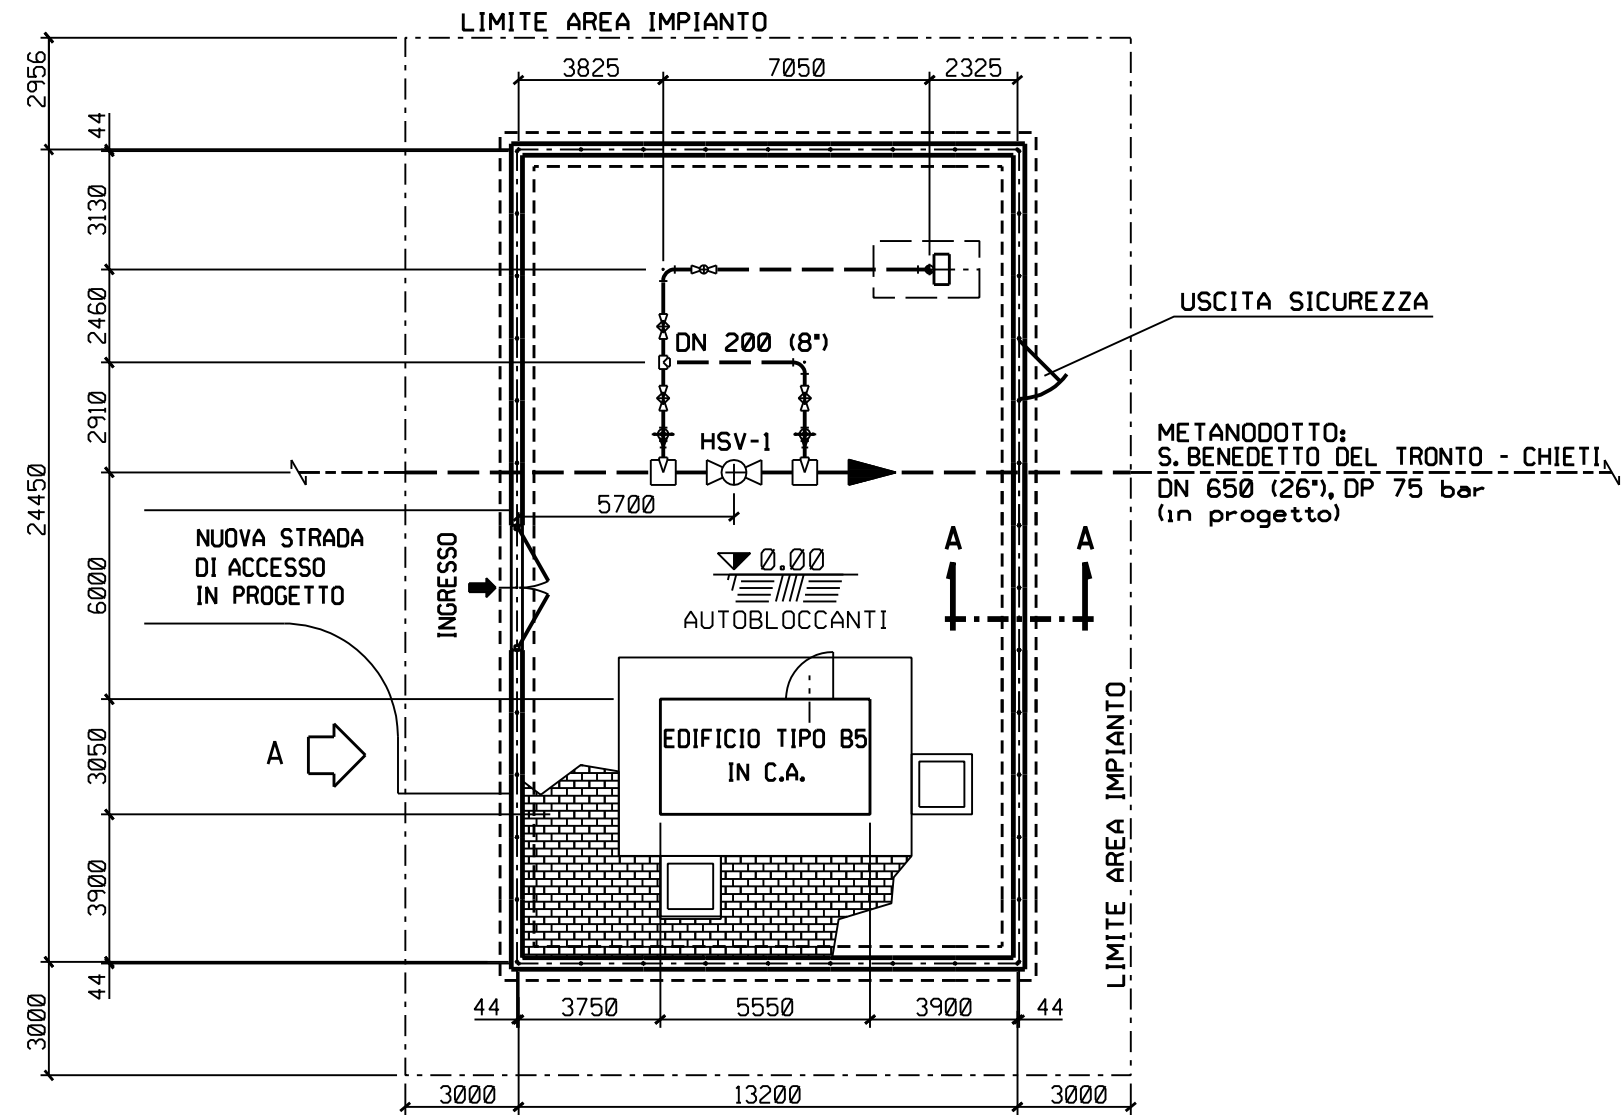 LIMITE AREA IMPIANTO
3825
7050
2325
2956
44
3130
2460
2910
24450
6000
3050
3900
44
3000
USCITA SICUREZZA
DN 200 (8")
HSV-1
METANODOTTO:
S.BENEDETTO DEL TRONTO - CHIETI
DN 650 (26"), DP 75 bar
(in progetto)
5700
NUOVA STRADA
DI ACCESSO
IN PROGETTO
INGRESSO
0.00
AUTOBLOCCANTI
A
A
A
EDIFICIO TIPO B5
IN C.A.
LIMITE AREA IMPIANTO
44
3750
5550
3900
44
3000
13200
3000